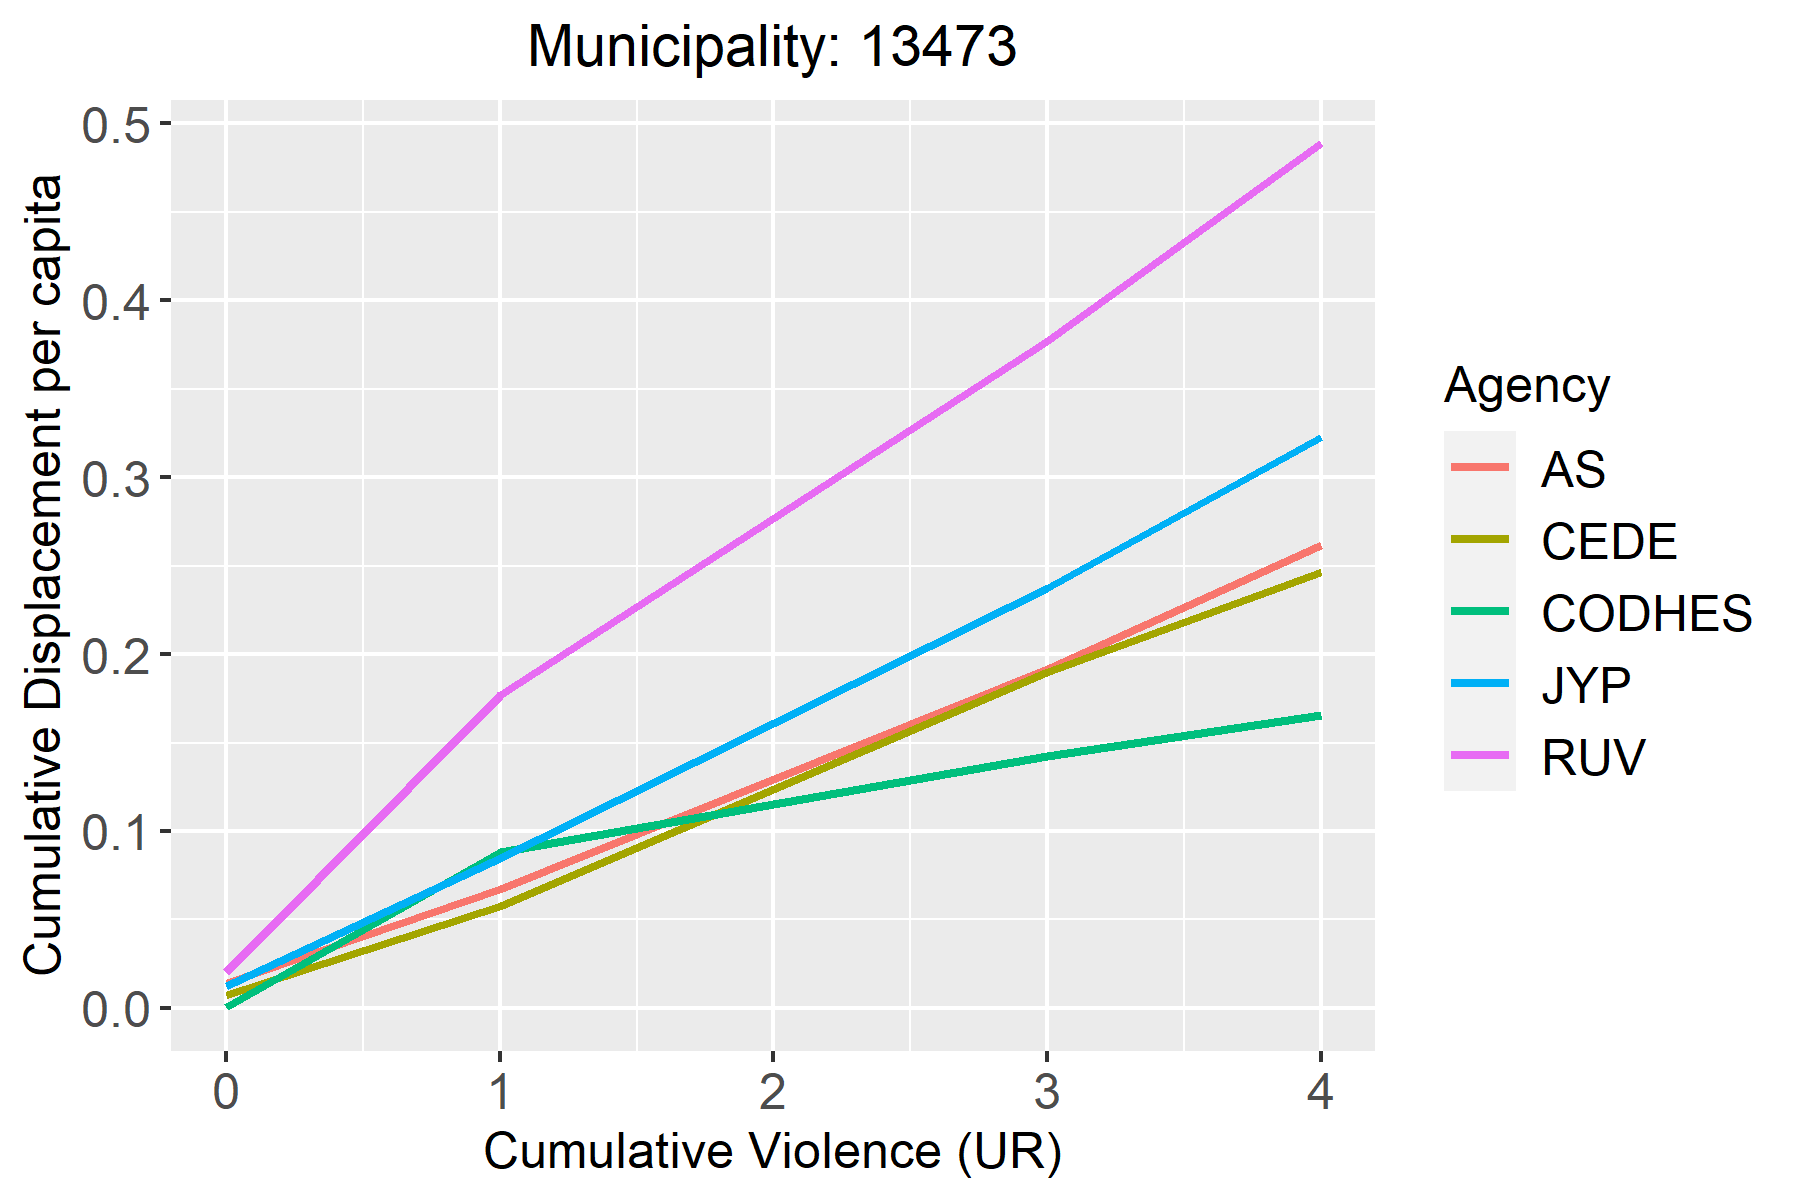 Municipality: 13473
Cumulative Displacement per capita
0.5
0.4
0.3
0.2
0.1
0.0
0 1 2 3 4
Cumulative Violence (UR)
Agency
AS
CEDE
CODHES
JYP
RUV